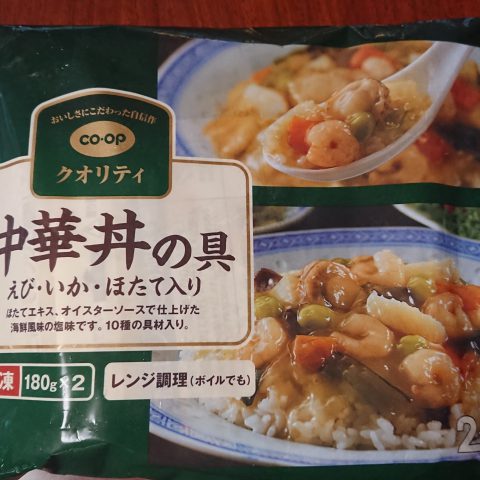 おいしさにこだわった自信作
CO・OP
クオリティ
中華丼の具
えび・いか・ほたて入り
ほたてエキス、オイスターソースで仕上げた
海鮮風味の塩味です。10種の具材入り。
凍 180g×2
レンジ調理(ボイルでも)
2